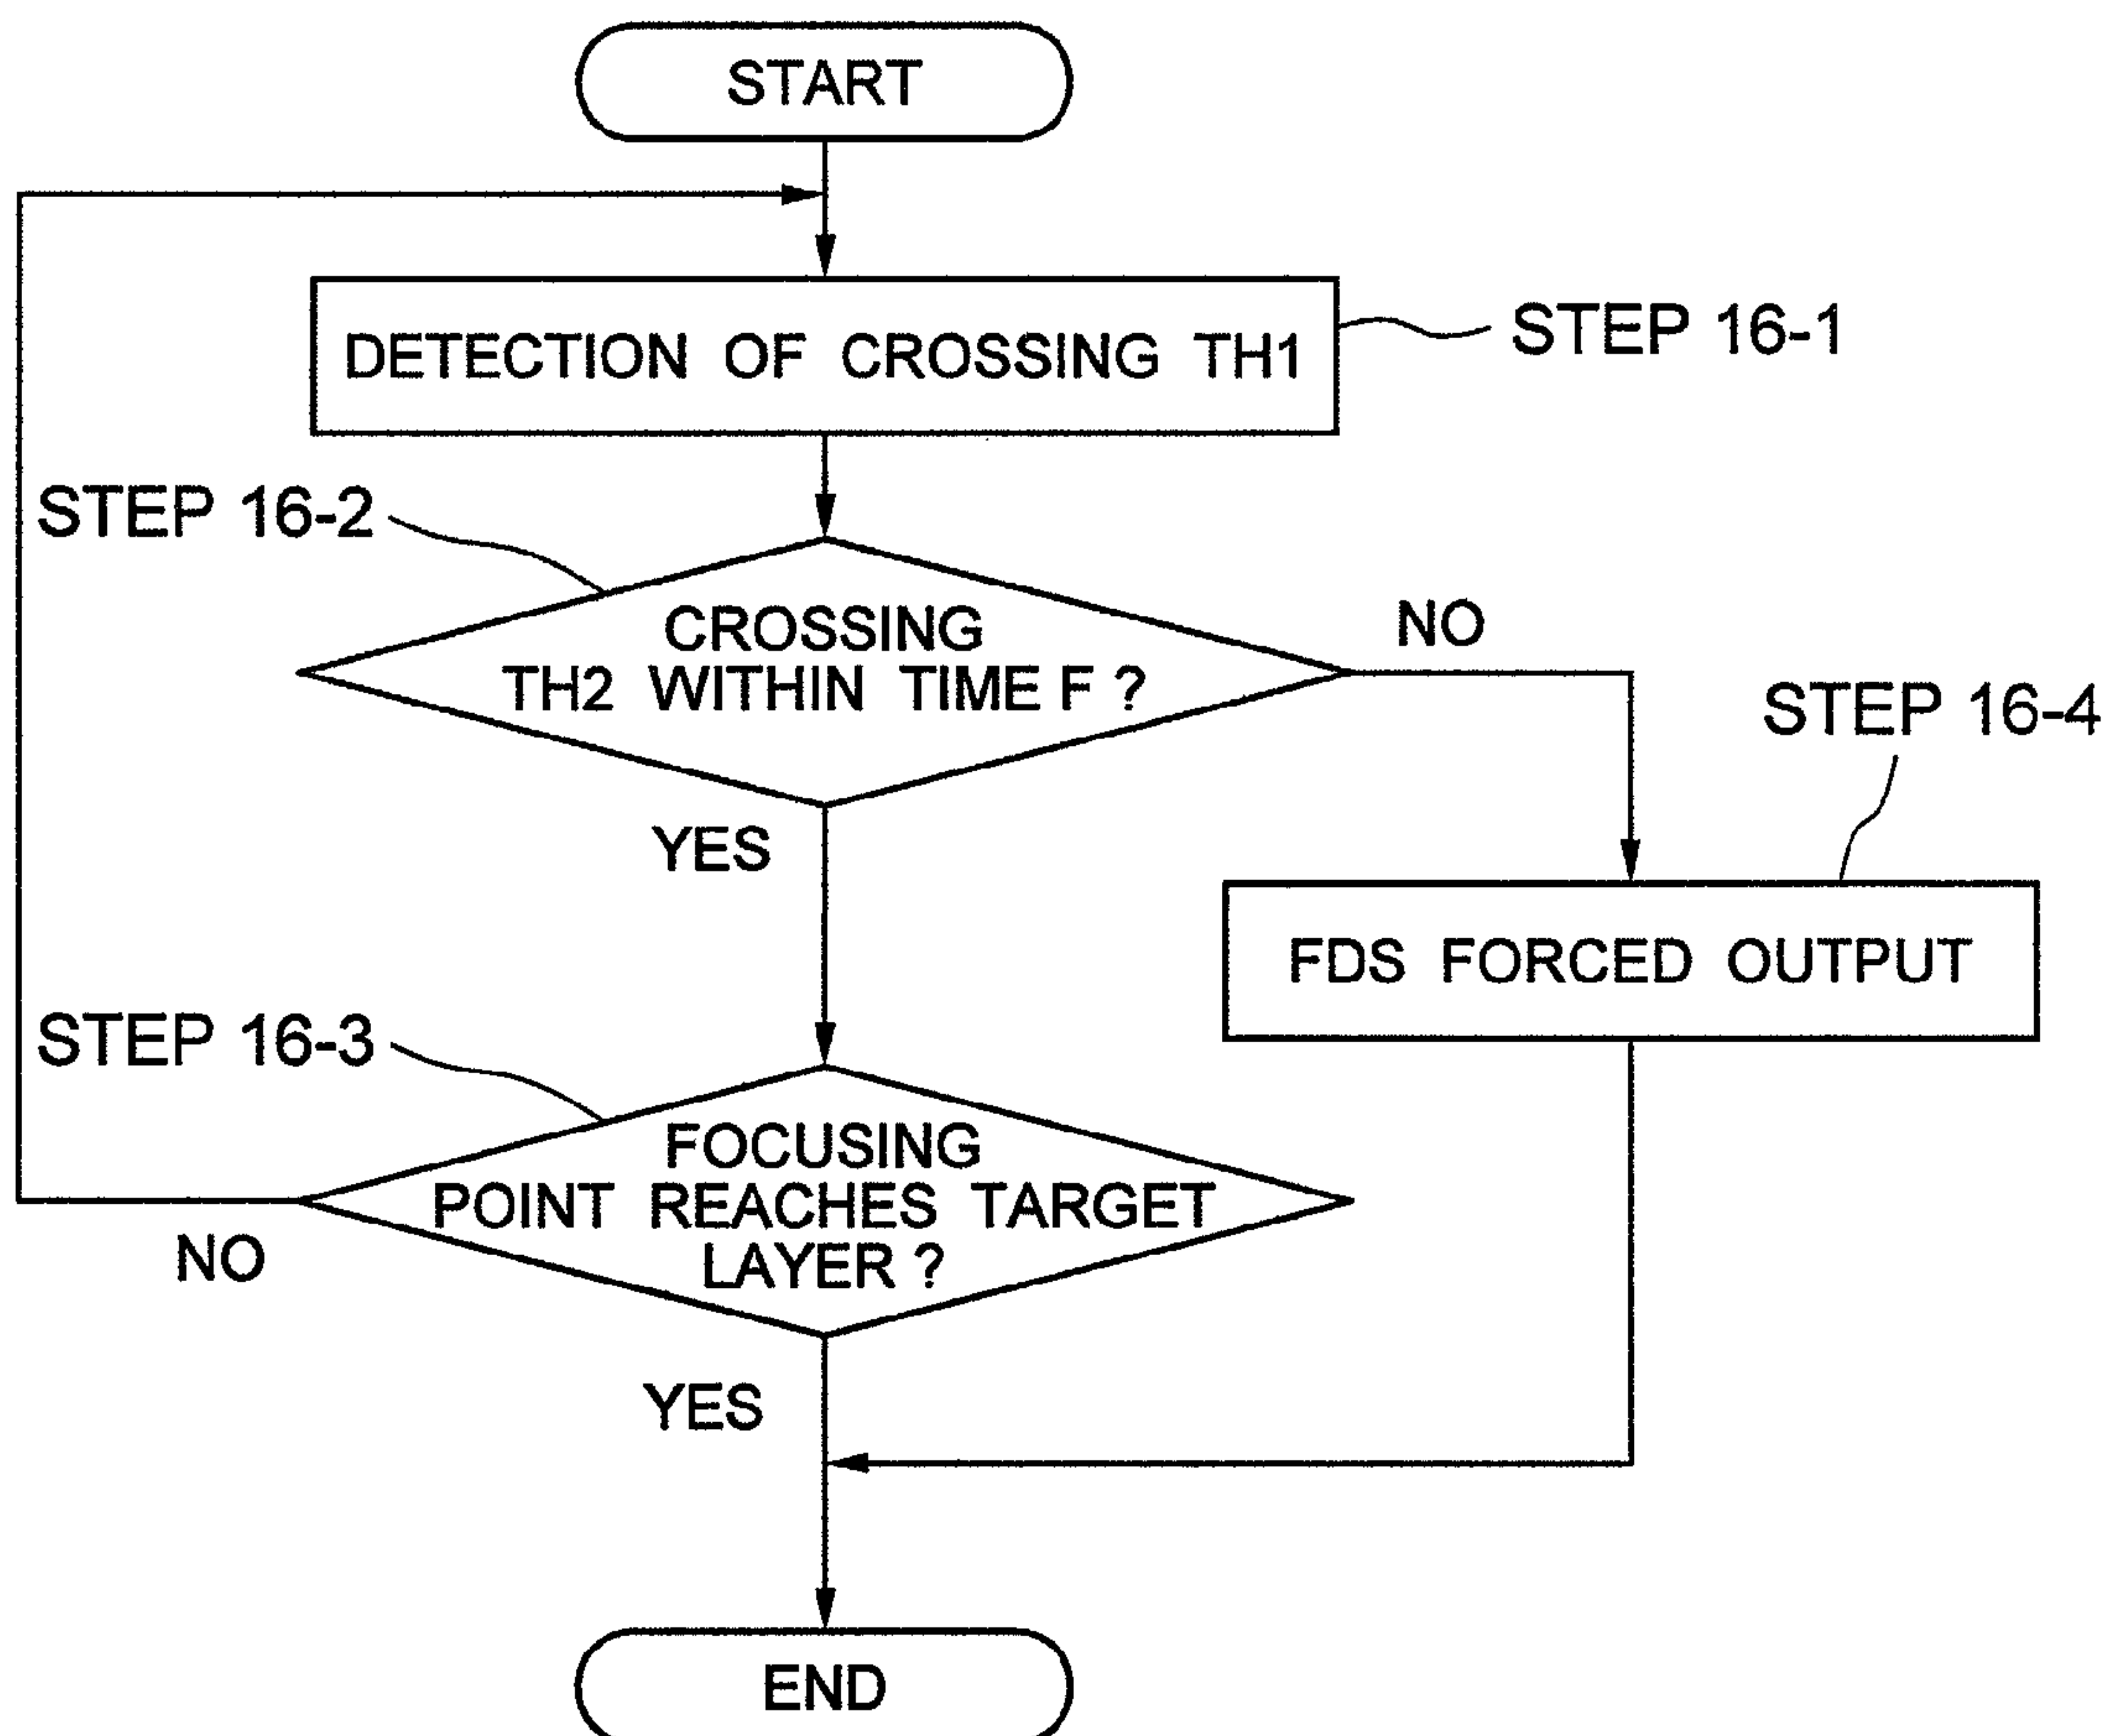 START
DETECTION OF CROSSING TH1
STEP 16-1
STEP 16-2
CROSSING
TH2 WITHIN TIME F ?
NO
STEP 16-4
YES
FDS FORCED OUTPUT
STEP 16-3
FOCUSING
POINT REACHES TARGET
LAYER ?
NO
YES
END